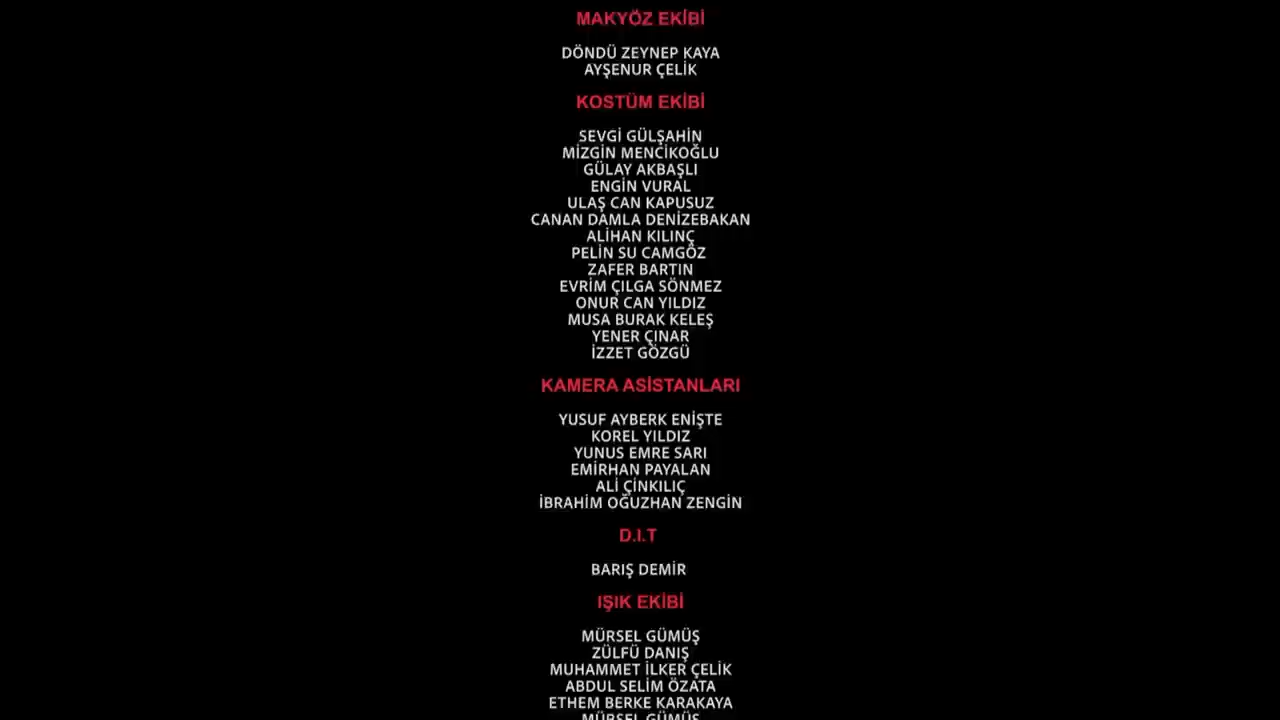 MAKYÖZ EKİBİ
DÖNDÜ ZEYNEP KAYA
AYŞENUR ÇELİK
KOSTÜM EKİBİ
SEVGİ GÜLŞAHİN
MİZGİN MENCİKOĞLU
GÜLAY AKBAŞLI
ENGİN VURAL
ULAŞ CAN KAPUSUZ
CANAN DAMLA DENİZEBAKAN
ALİHAN KILINÇ
PELİN SU CAMGÖZ
ZAFER BARTIN
EVRİM ÇILGA SÖNMEZ
ONUR CAN YILDIZ
MUSA BURAK KELEŞ
YENER ÇINAR
İZZET GÖZGÜ
KAMERA ASİSTANLARI
YUSUF AYBERK ENİŞTE
KOREL YILDIZ
YUNUS EMRE SARI
EMİRHAN PAYALAN
ALİ ÇİNKILIÇ
İBRAHİM OĞUZHAN ZENGİN
D.I.T
BARIŞ DEMİR
IŞIK EKİBİ
MÜRSEL GÜMÜŞ
ZÜLFÜ DANIŞ
MUHAMMET İLKER ÇELİK
ABDUL SELİM ÖZATA
ETHEM BERKE KARAKAYA
MÜRSEL GÜMÜŞ